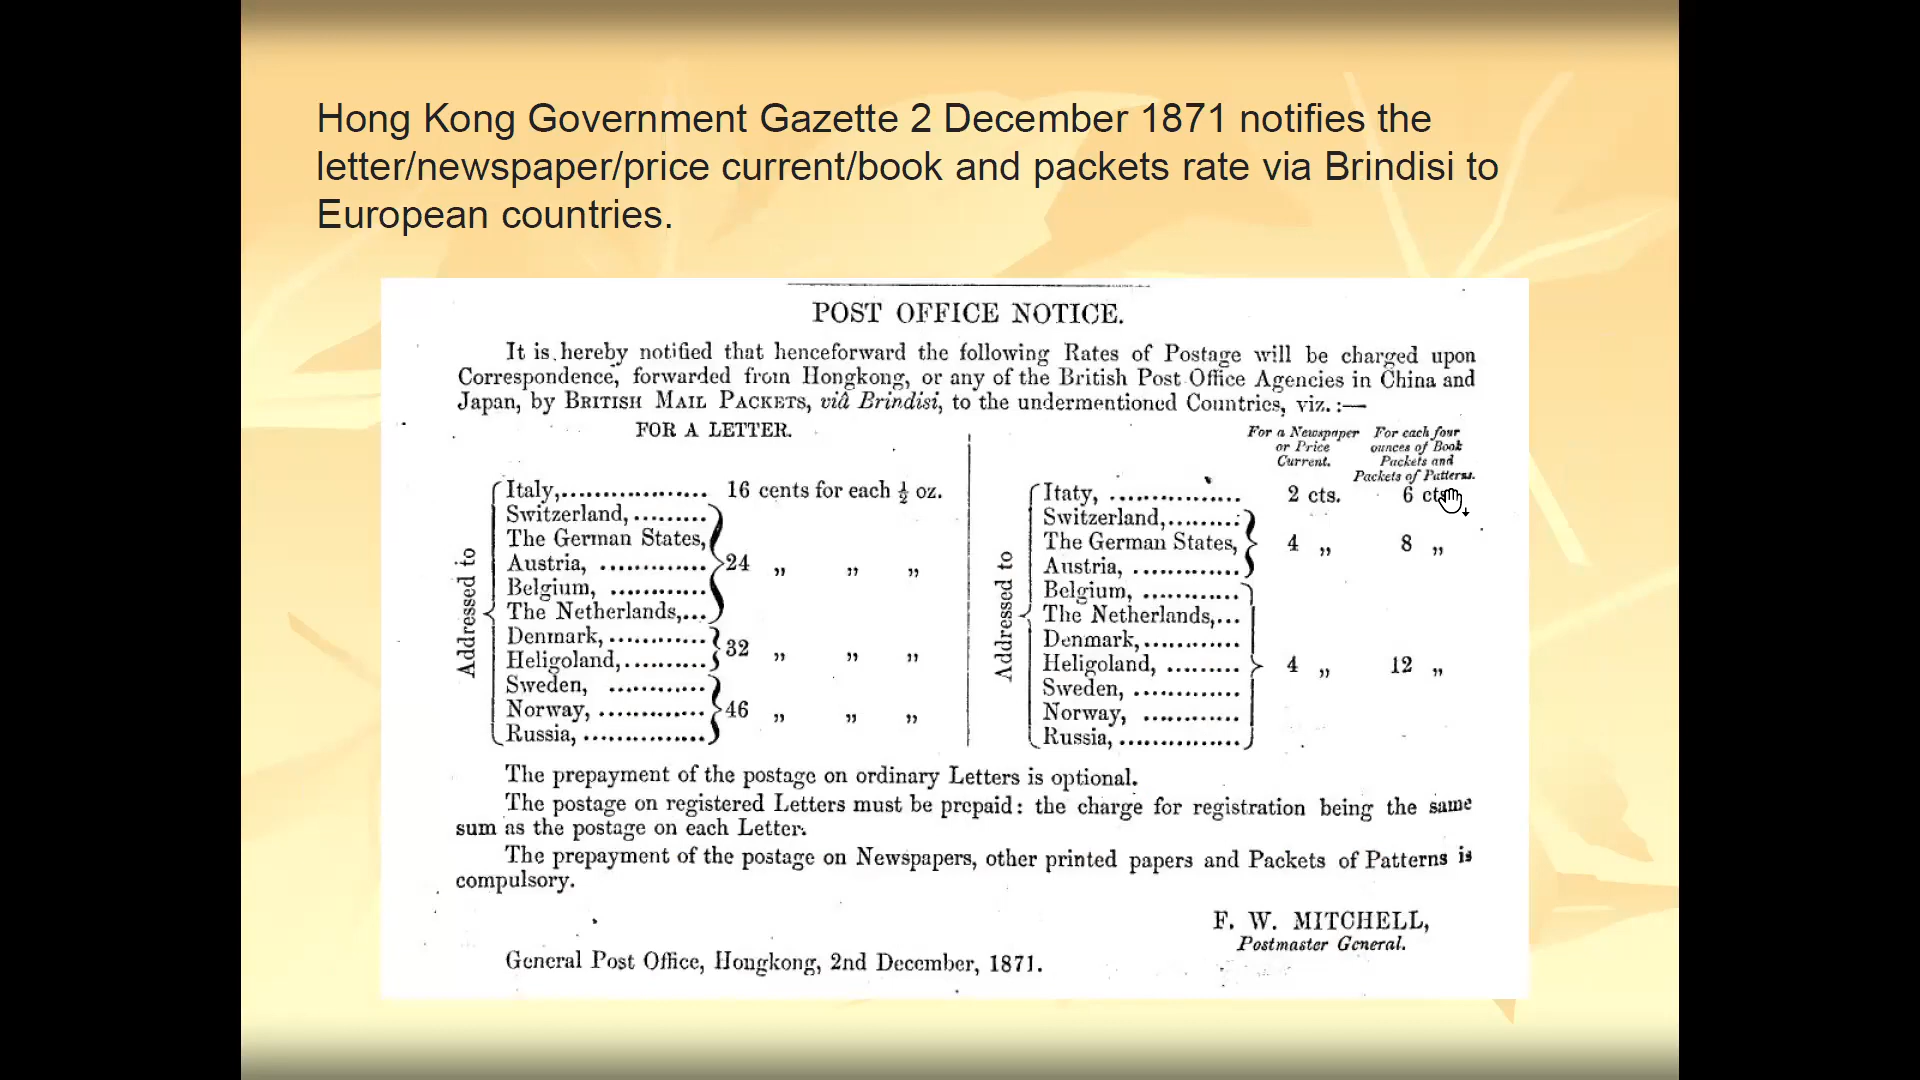 Hong Kong Government Gazette 2 December 1871 notifies the
letter/newspaper/price current/book and packets rate via Brindisi to
European countries.
POST OFFICE NOTICE.
It is hereby notified that henceforward the following Rates of Postage will be charged upon
Correspondence, forwarded from Hongkong, or any of the British Post Office Agencies in China and
Japan, by BRITISH MAIL PACKETS, viâ Brindisi, to the undermentioned Countries, viz.:—
FOR A LETTER.
Addressed to
Italy,.................. 16 cents for each ½ oz.
Switzerland, .........
The German States,
Austria, ............. 24 „ „ „
Belgium, ............
The Netherlands,...
Denmark, ............ 32 „ „ „
Heligoland,..........
Sweden, ............
Norway, ............. 46 „ „ „
Russia, ...............
For a Newspaper
or Price
Current.
For each four
ounces of Book
Packets and
Packets of Patterns.
Addressed to
Itaty, ................ 2 cts. 6
Switzerland,.........
The German States, 4 „ 8 „
Austria, .............
Belgium, ............
The Netherlands,...
Denmark, ............
Heligoland, ......... 4 „ 12 „
Sweden, .............
Norway, ............
Russia, ...............
The prepayment of the postage on ordinary Letters is optional.
The postage on registered Letters must be prepaid: the charge for registration being the same
sum as the postage on each Letter.
The prepayment of the postage on Newspapers, other printed papers and Packets of Patterns is
compulsory.
F. W. MITCHELL,
Postmaster General.
General Post Office, Hongkong, 2nd December, 1871.